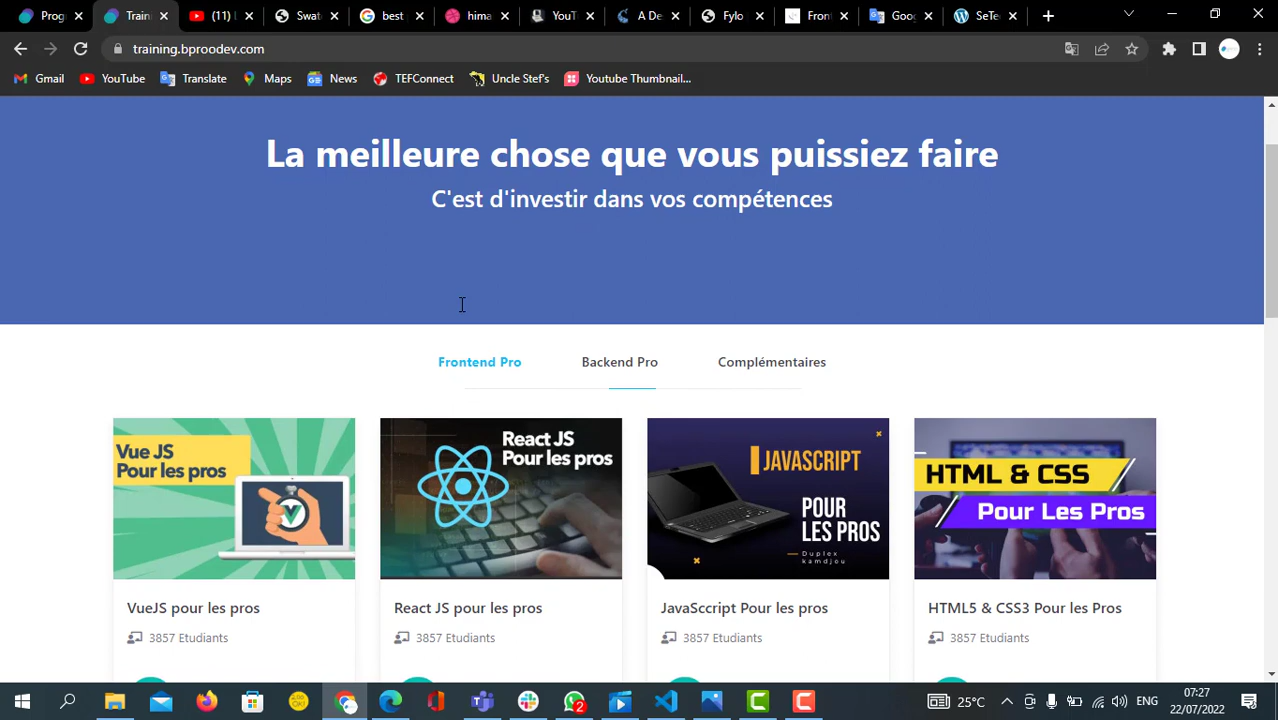 Prog
Train
(11) I
Swat
best
hima
YouT
A De
Fylo
Front
Goog
SeTe
training.bproodev.com
Gmail
YouTube
Translate
Maps
News
TEFConnect
Uncle Stef's
Youtube Thumbnail...
La meilleure chose que vous puissiez faire
C'est d'investir dans vos compétences
Frontend Pro
Backend Pro
Complémentaires
Vue JS
Pour les pros
React JS
Pour les pros
JAVASCRIPT
POUR
LES PROS
Duplex
kamdjou
HTML & CSS
Pour Les Pros
VueJS pour les pros
React JS pour les pros
JavaSccript Pour les pros
HTML5 & CSS3 Pour les Pros
3857 Etudiants
3857 Etudiants
3857 Etudiants
3857 Etudiants
2
25°C
ENG
07:27
22/07/2022